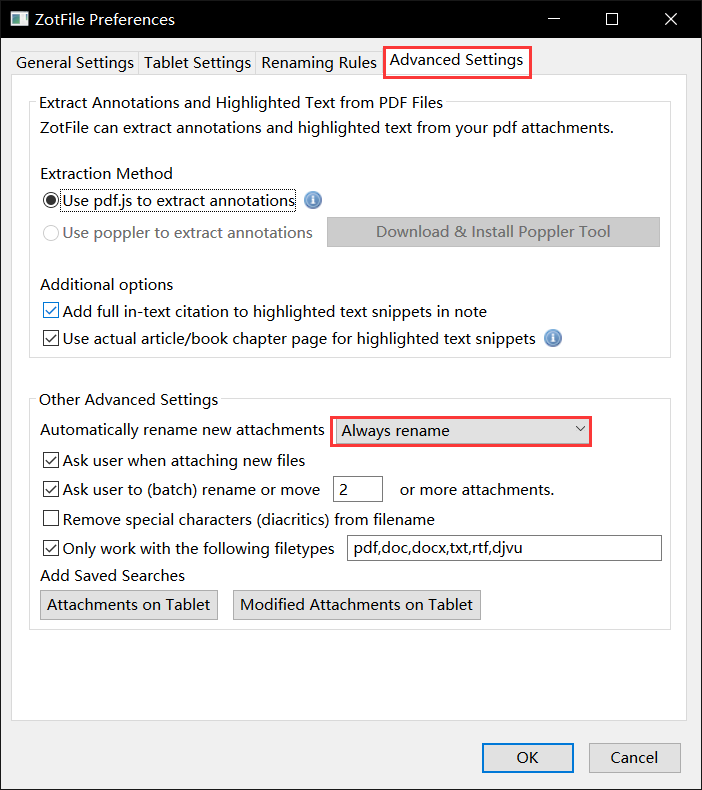 ZotFile Preferences
General Settings Tablet Settings Renaming Rules Advanced Settings
Extract Annotations and Highlighted Text from PDF Files
ZotFile can extract annotations and highlighted text from your pdf attachments.
Extraction Method
Use pdf.js to extract annotations
Use poppler to extract annotations Download & Install Poppler Tool
Additional options
Add full in-text citation to highlighted text snippets in note
Use actual article/book chapter page for highlighted text snippets
Other Advanced Settings
Automatically rename new attachments Always rename
Ask user when attaching new files
Ask user to (batch) rename or move 2 or more attachments.
Remove special characters (diacritics) from filename
Only work with the following filetypes pdf,doc,docx,txt,rtf,djvu
Add Saved Searches
Attachments on Tablet Modified Attachments on Tablet
OK Cancel